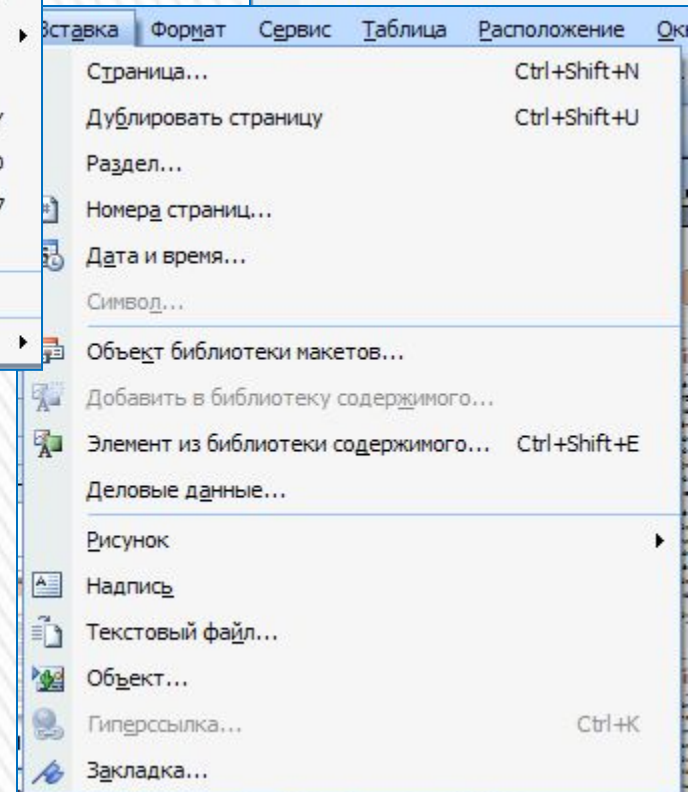 Вставка Формат Сервис Таблица Расположение
Страница... Ctrl+Shift+N
Дублировать страницу Ctrl+Shift+U
Раздел...
Номера страниц...
Дата и время...
Символ...
Объект библиотеки макетов...
Добавить в библиотеку содержимого...
Элемент из библиотеки содержимого... Ctrl+Shift+E
Деловые данные...
Рисунок
Надпись
Текстовый файл...
Объект...
Гиперссылка... Ctrl+K
Закладка...